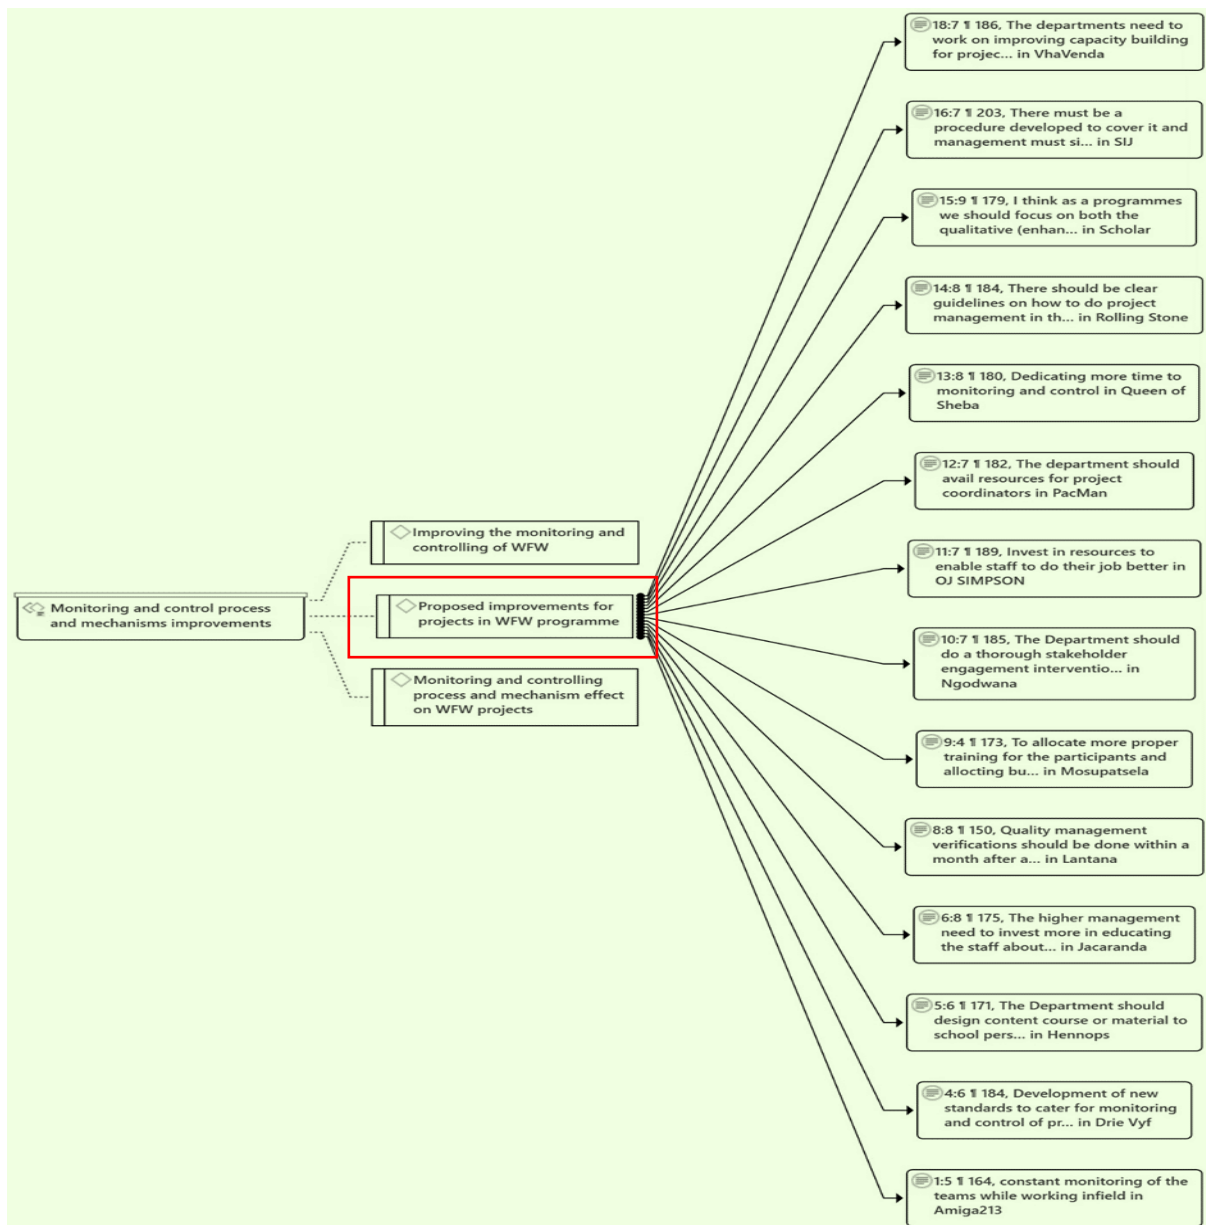 Monitoring and control process
and mechanisms improvements
Improving the monitoring and
controlling of WFW
Proposed improvements for
projects in WFW programme
Monitoring and controlling
process and mechanism effect
on WFW projects
18:7 ¶ 186, The departments need to
work on improving capacity building
for projec... in VhaVenda
16:7 ¶ 203, There must be a
procedure developed to cover it and
management must si... in SIJ
15:9 ¶ 179, I think as a programmes
we should focus on both the
qualitative (enhan... in Scholar
14:8 ¶ 184, There should be clear
guidelines on how to do project
management in th... in Rolling Stone
13:8 ¶ 180, Dedicating more time to
monitoring and control in Queen of
Sheba
12:7 ¶ 182, The department should
avail resources for project
coordinators in PacMan
11:7 ¶ 189, Invest in resources to
enable staff to do their job better in
OJ SIMPSON
10:7 ¶ 185, The Department should
do a thorough stakeholder
engagement interventio... in
Ngodwana
9:4 ¶ 173, To allocate more proper
training for the participants and
allocting bu... in Mosupatsela
8:8 ¶ 150, Quality management
verifications should be done within a
month after a... in Lantana
6:8 ¶ 175, The higher management
need to invest more in educating
the staff about... in Jacaranda
5:6 ¶ 171, The Department should
design content course or material to
school pers... in Hennops
4:6 ¶ 184, Development of new
standards to cater for monitoring
and control of pr... in Drie Vyf
1:5 ¶ 164, constant monitoring of the
teams while working infield in
Amiga213